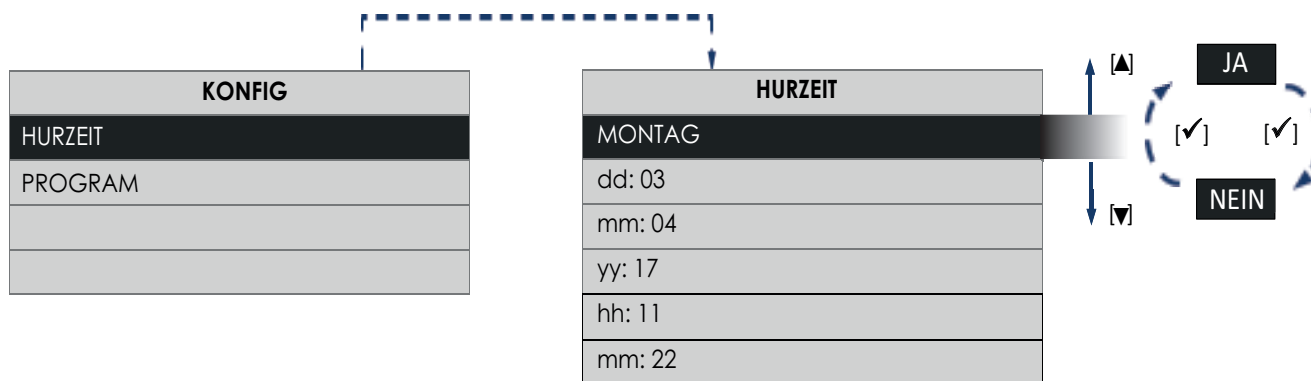 KONFIG
HURZEIT
PROGRAM
HURZEIT
MONTAG
dd: 03
mm: 04
yy: 17
hh: 11
mm: 22
[▲]
[▼]
JA
[✓] [✓]
NEIN